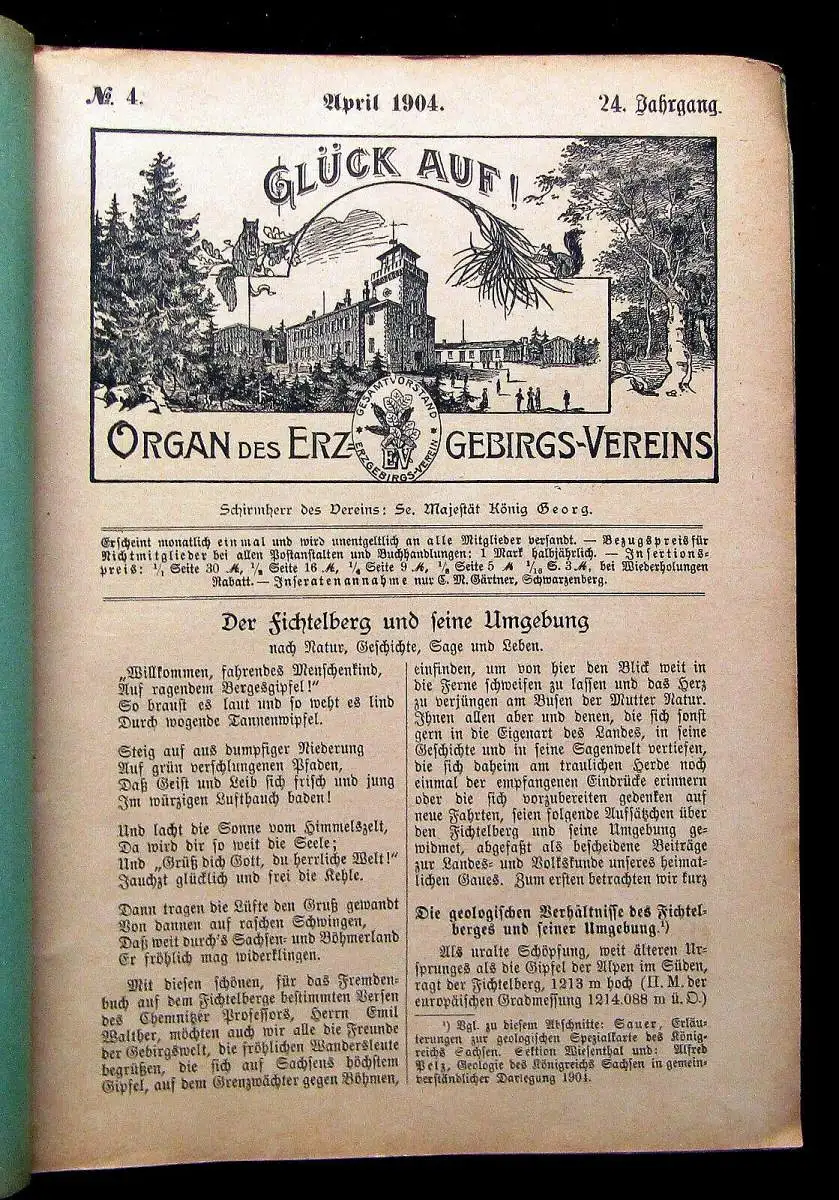 №. 4.
April 1904.
24. Jahrgang.
GLÜCK AUF!
GESAMTVORSTAND
ERZGEBIRGS-VEREIN
EV
ORGAN DES ERZ-GEBIRGS-VEREINS
Schirmherr des Vereins: Se. Majestät König Georg.
Erscheint monatlich einmal und wird unentgeltlich an alle Mitglieder versandt. — Bezugspreis für
Nichtmitglieder bei allen Postanstalten und Buchhandlungen: 1 Mark halbjährlich. — Insertions-
preis: 1/1 Seite 30 ℳ, 1/2 Seite 16 ℳ, 1/4 Seite 9 ℳ, 1/8 Seite 5 ℳ 1/16 S. 3 ℳ, bei Wiederholungen
Rabatt. — Inseratenannahme nur C. M. Gärtner, Schwarzenberg.
Der Fichtelberg und seine Umgebung
nach Natur, Geschichte, Sage und Leben.
„Willkommen, fahrendes Menschenkind,
Auf ragendem Bergesgipfel!"
So braust es laut und so weht es lind
Durch wogende Tannenwipfel.
Steig auf aus dumpfiger Niederung
Auf grün verschlungenen Pfaden,
Daß Geist und Leib sich frisch und jung
Im würzigen Lufthauch baden!
Und lacht die Sonne vom Himmelszelt,
Da wird dir so weit die Seele;
Und „Grüß dich Gott, du herrliche Welt!"
Jauchzt glücklich und frei die Kehle.
Dann tragen die Lüfte den Gruß gewandt
Von dannen auf raschen Schwingen,
Daß weit durch's Sachsen- und Böhmerland
Er fröhlich mag widerklingen.
Mit diesen schönen, für das Fremden-
buch auf dem Fichtelberge bestimmten Versen
des Chemnitzer Professors, Herrn Emil
Walther, möchten auch wir alle die Freunde
der Gebirgswelt, die fröhlichen Wandersleute
begrüßen, die sich auf Sachsens höchstem
Gipfel, auf dem Grenzwächter gegen Böhmen,
einfinden, um von hier den Blick weit in
die Ferne schweifen zu lassen und das Herz
zu verjüngen am Busen der Mutter Natur.
Ihnen allen aber und denen, die sich sonst
gern in die Eigenart des Landes, in seine
Geschichte und in seine Sagenwelt vertiefen,
die sich daheim am traulichen Herde noch
einmal der empfangenen Eindrücke erinnern
oder die sich vorzubereiten gedenken auf
neue Fahrten, seien folgende Aufsätzchen über
den Fichtelberg und seine Umgebung ge-
widmet, abgefaßt als bescheidene Beiträge
zur Landes- und Volkskunde unseres heimat-
lichen Gaues. Zum ersten betrachten wir kurz
Die geologischen Verhältnisse des Fichtel-
berges und seiner Umgebung.¹)
Als uralte Schöpfung, weit älteren Ur-
sprunges als die Gipfel der Alpen im Süden,
ragt der Fichtelberg, 1213 m hoch (H. M. der
europäischen Gradmessung 1214.088 m ü. O.)
¹) Vgl. zu diesem Abschnitte: Sauer, Erläu-
terungen zur geologischen Spezialkarte des König-
reichs Sachsen. Sektion Wiesenthal und: Alfred
Pelz, Geologie des Königreichs Sachsen in gemein-
verständlicher Darlegung 1904.